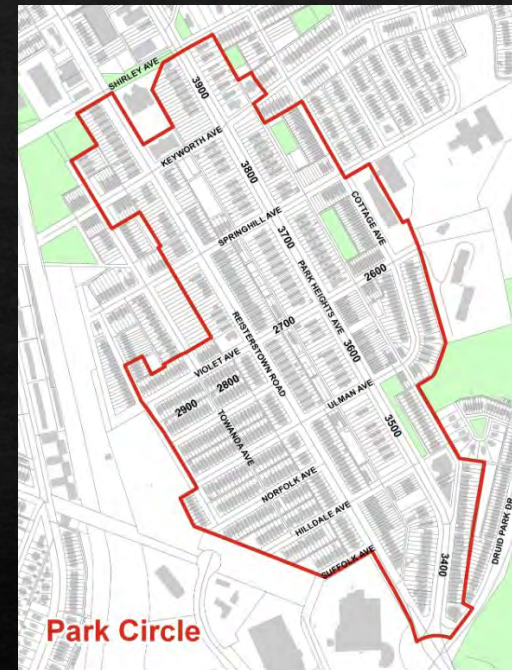 SHIRLEY AVE
3900
KEYWORTH AVE
3800
COTTAGE AVE
SPRINGHILL AVE
3700
PARK HEIGHTS AVE
2600
REISTERSTOWN ROAD
2700
3600
VIOLET AVE
2800
2900
ULMAN AVE
TOWANDA AVE
3500
NORFOLK AVE
HILLDALE AVE
SUFFOLK AVE
3400
DRUID PARK DR
Park Circle